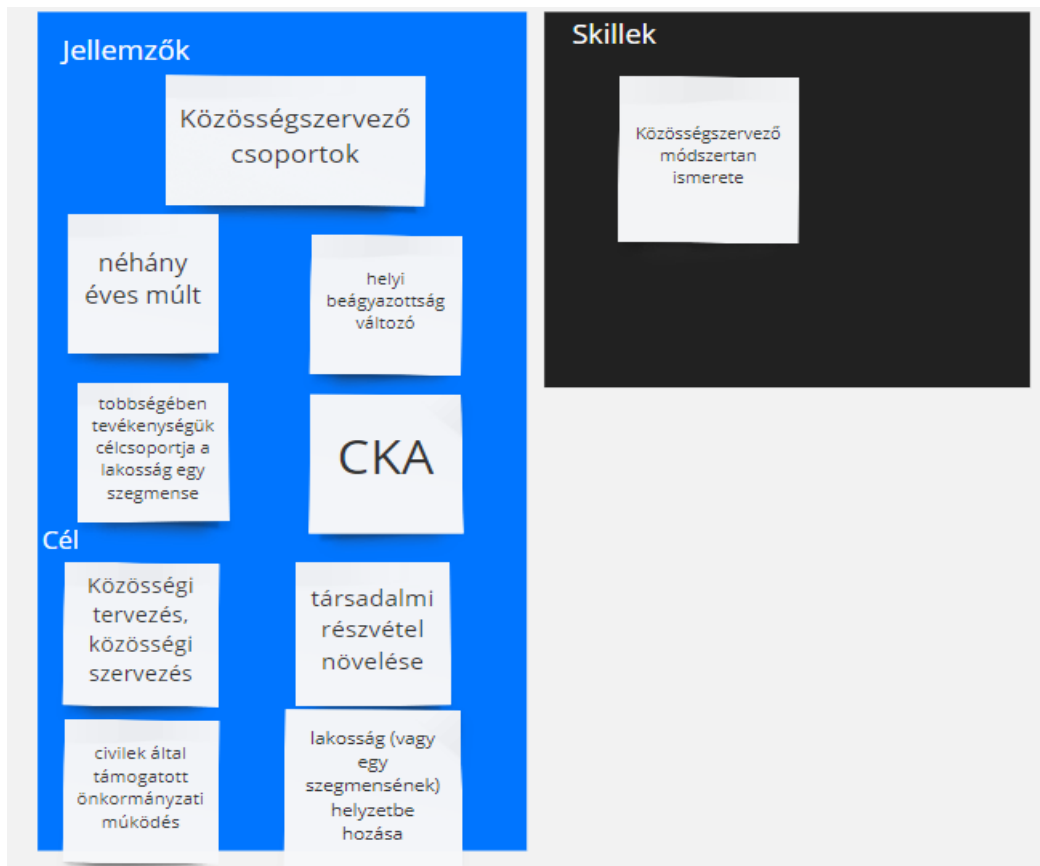 Jellemzők
Közösségszervező
csoportok
néhány
éves múlt
helyi
beágyazottság
változó
tobbségében
tevékenységük
célcsoportja a
lakosság egy
szegmense
CKA
Cél
Közösségi
tervezés,
közösségi
szervezés
társadalmi
részvétel
növelése
civilek által
támogatott
önkormányzati
múködés
lakosság (vagy
egy
szegmensének)
helyzetbe
hozása
Skillek
Közösségszervező
módszertan
ismerete